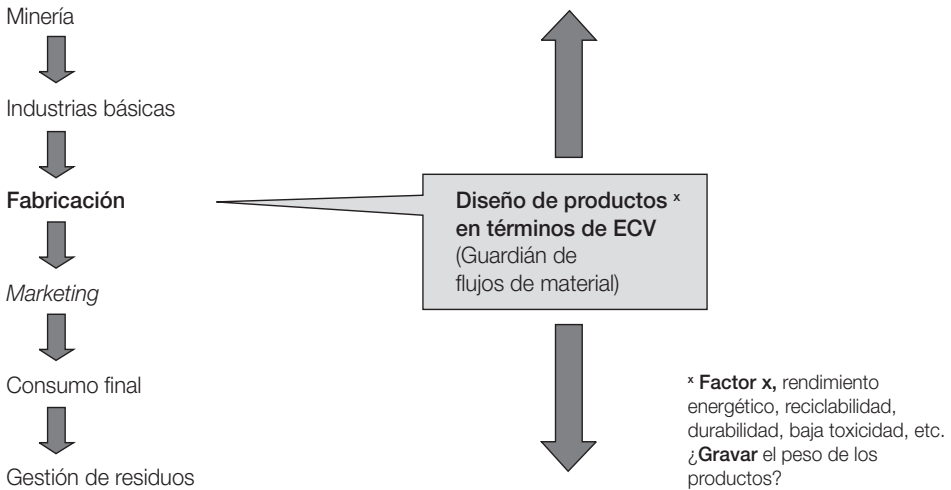 Minería
Industrias básicas
Fabricación
Marketing
Consumo final
Gestión de residuos
Diseño de productos ˣ
en términos de ECV
(Guardián de
flujos de material)
ˣ Factor x, rendimiento
energético, reciclabilidad,
durabilidad, baja toxicidad, etc.
¿Gravar el peso de los
productos?